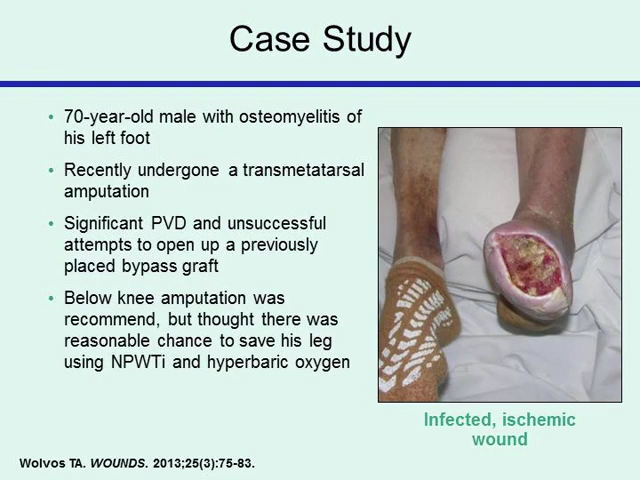 Case Study
• 70-year-old male with osteomyelitis of
his left foot
• Recently undergone a transmetatarsal
amputation
• Significant PVD and unsuccessful
attempts to open up a previously
placed bypass graft
• Below knee amputation was
recommend, but thought there was
reasonable chance to save his leg
using NPWTi and hyperbaric oxygen
Infected, ischemic
wound
Wolvos TA. WOUNDS. 2013;25(3):75-83.